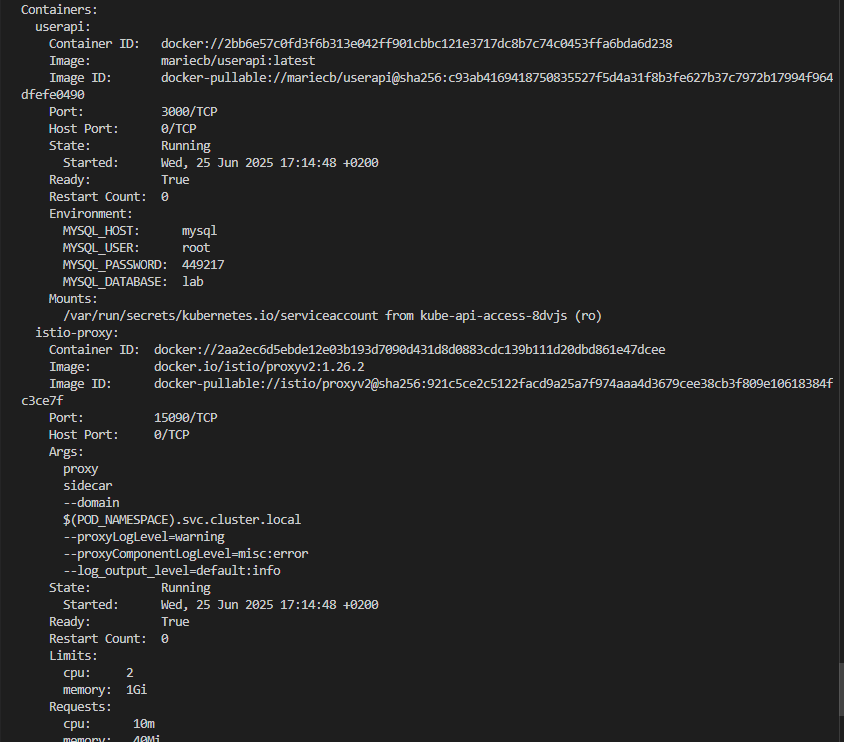 Containers:
userapi:
Container ID: docker://2bb6e57c0fd3f6b313e042ff901cbbc121e3717dc8b7c74c0453ffa6bda6d238
Image: mariecb/userapi:latest
Image ID: docker-pullable://mariecb/userapi@sha256:c93ab4169418750835527f5d4a31f8b3fe627b37c7972b17994f964
dfefe0490
Port: 3000/TCP
Host Port: 0/TCP
State: Running
Started: Wed, 25 Jun 2025 17:14:48 +0200
Ready: True
Restart Count: 0
Environment:
MYSQL_HOST: mysql
MYSQL_USER: root
MYSQL_PASSWORD: 449217
MYSQL_DATABASE: lab
Mounts:
/var/run/secrets/kubernetes.io/serviceaccount from kube-api-access-8dvjs (ro)
istio-proxy:
Container ID: docker://2aa2ec6d5ebde12e03b193d7090d431d8d0883cdc139b111d20dbd861e47dcee
Image: docker.io/istio/proxyv2:1.26.2
Image ID: docker-pullable://istio/proxyv2@sha256:921c5ce2c5122facd9a25a7f974aaa4d3679cee38cb3f809e10618384f
c3ce7f
Port: 15090/TCP
Host Port: 0/TCP
Args:
proxy
sidecar
--domain
$(POD_NAMESPACE).svc.cluster.local
--proxyLogLevel=warning
--proxyComponentLogLevel=misc:error
--log_output_level=default:info
State: Running
Started: Wed, 25 Jun 2025 17:14:48 +0200
Ready: True
Restart Count: 0
Limits:
cpu: 2
memory: 1Gi
Requests:
cpu: 10m
memory: 40Mi